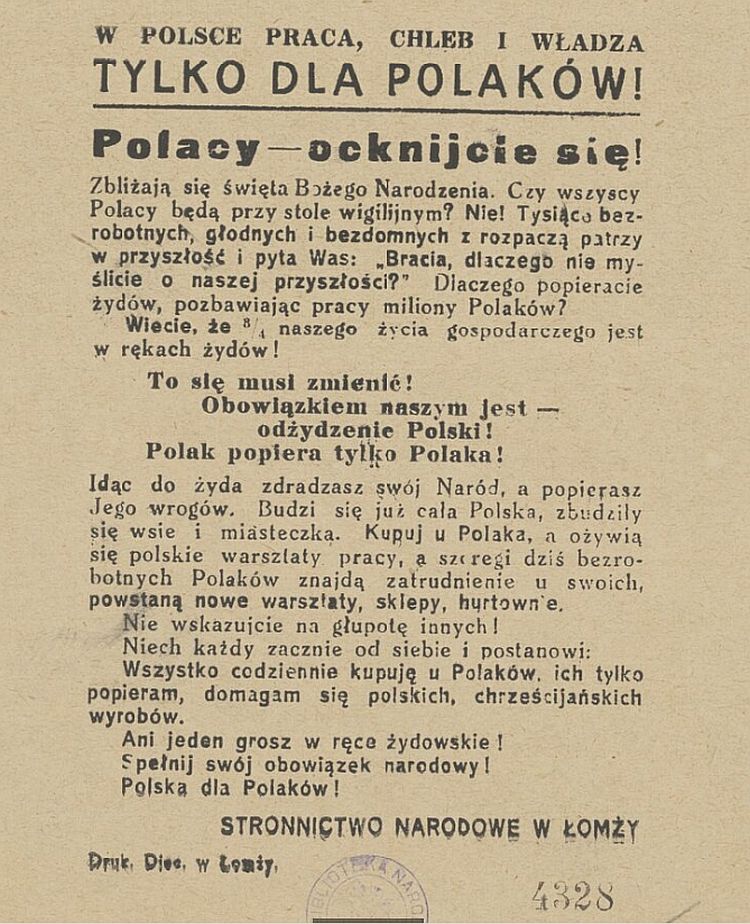 W POLSCE PRACA, CHLEB I WŁADZA
TYLKO DLA POLAKÓW!
Polacy — ocknijcie się!
Zbliżają się święta Bożego Narodzenia. Czy wszyscy
Polacy będą przy stole wigilijnym? Nie! Tysiące bez-
robotnych, głodnych i bezdomnych z rozpaczą patrzy
w przyszłość i pyta Was: „Bracia, dlaczego nie my-
ślicie o naszej przyszłości?” Dlaczego popieracie
żydów, pozbawiając pracy miliony Polaków?
Wiecie, że ³/₄ naszego życia gospodarczego jest
w rękach żydów!
To się musi zmienić!
Obowiązkiem naszym jest —
odżydzenie Polski!
Polak popiera tylko Polaka!
Idąc do żyda zdradzasz swój Naród, a popierasz
Jego wrogów. Budzi się już cała Polska, zbudziły
się wsie i miasteczka. Kupuj u Polaka, a ożywią
się polskie warsztaty pracy, a szeregi dziś bezro-
botnych Polaków znajdą zatrudnienie u swoich,
powstaną nowe warsztaty, sklepy, hurtownie.
Nie wskazujcie na głupotę innych!
Niech każdy zacznie od siebie i postanowi:
Wszystko codziennie kupuję u Polaków, ich tylko
popieram, domagam się polskich, chrześcijańskich
wyrobów.
Ani jeden grosz w ręce żydowskie!
Spełnij swój obowiązek narodowy!
Polska dla Polaków!
STRONNICTWO NARODOWE W ŁOMŻY
Druk. Diec. w Łomży.
BIBLIOTEKA NARO
4328